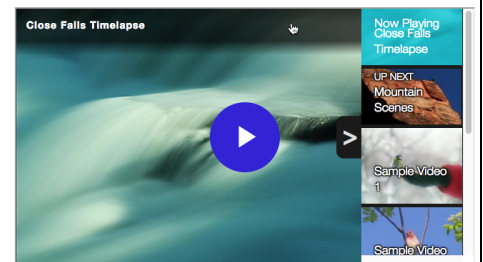 Close Falls Timelapse
Now Playing
Close Falls
Timelapse
UP NEXT
Mountain
Scenes
>
Sample Video
1
Sample Video